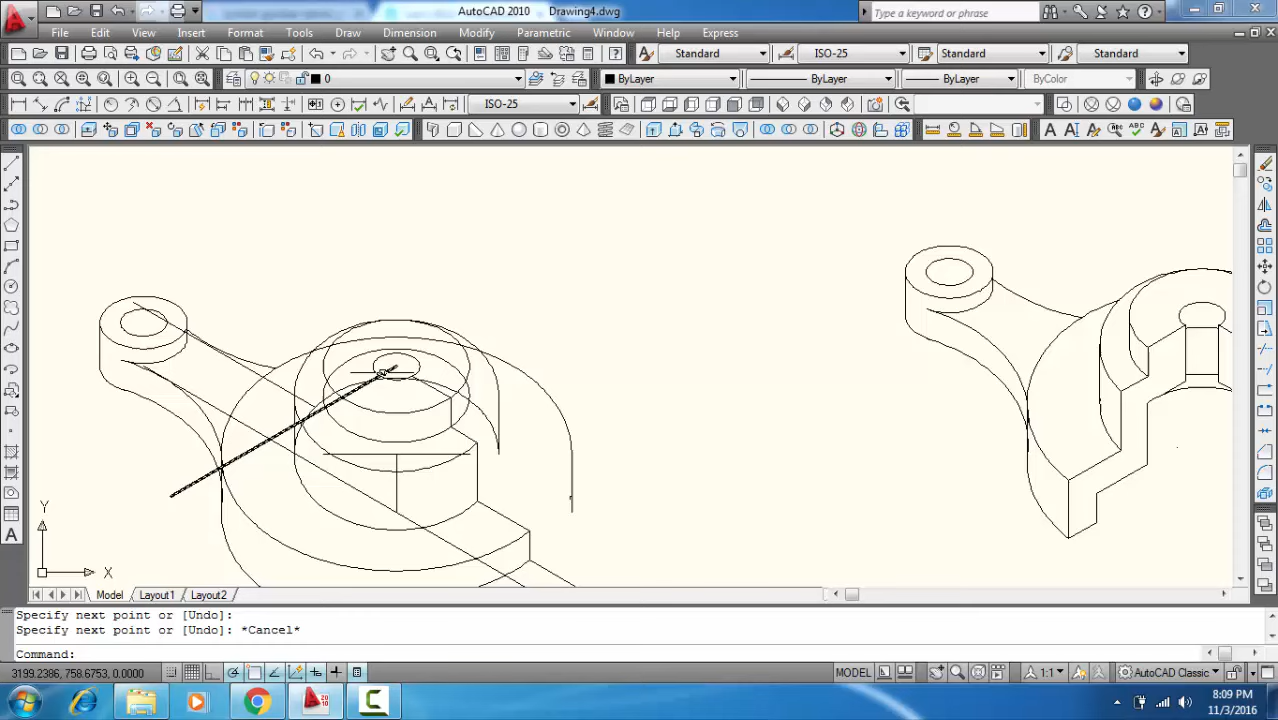 AutoCAD 2010 Drawing4.dwg
Type a keyword or phrase
File Edit View Insert Format Tools Draw Dimension Modify Parametric Window Help Express
Standard ISO-25 Standard Standard
0 ByLayer ByLayer ByLayer ByColor
ISO-25
Y
X
Model Layout1 Layout2
Specify next point or [Undo]:
Specify next point or [Undo]: *Cancel*
Command:
3199.2386, 758.6753, 0.0000 MODEL 1:1 AutoCAD Classic
8:09 PM
11/3/2016